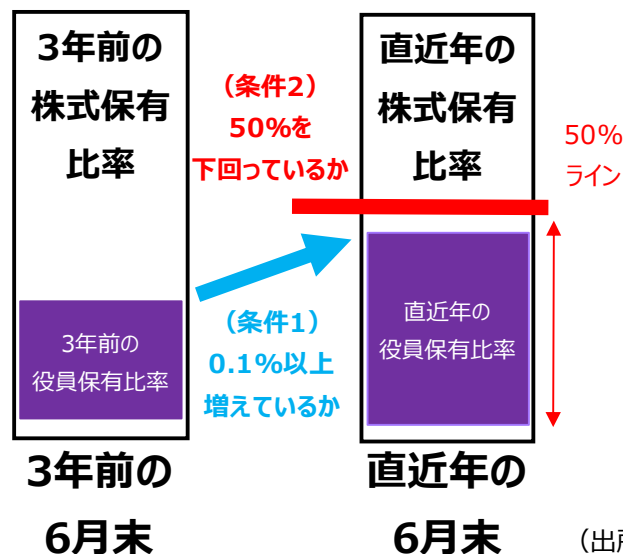 3年前の
株式保有
比率
3年前の
役員保有比率
3年前の
6月末
（条件2）
50%を
下回っているか
（条件1）
0.1%以上
増えているか
直近年の
株式保有
比率
直近年の
役員保有比率
直近年の
6月末
50%
ライン
（出所